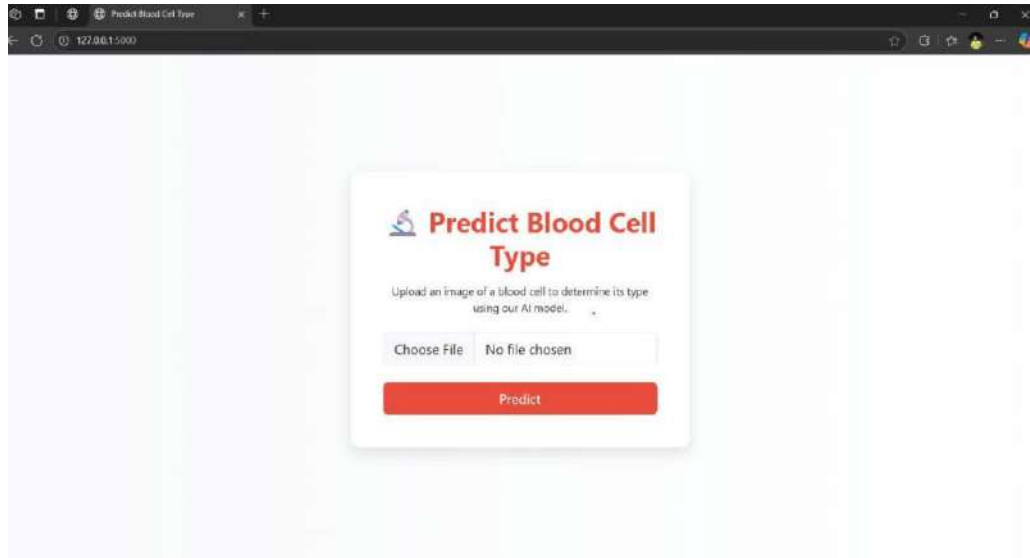 Predict Blood Cell Type
127.0.0.1:5000
Predict Blood Cell
Type
Upload an image of a blood cell to determine its type
using our AI model.
Choose File No file chosen
Predict